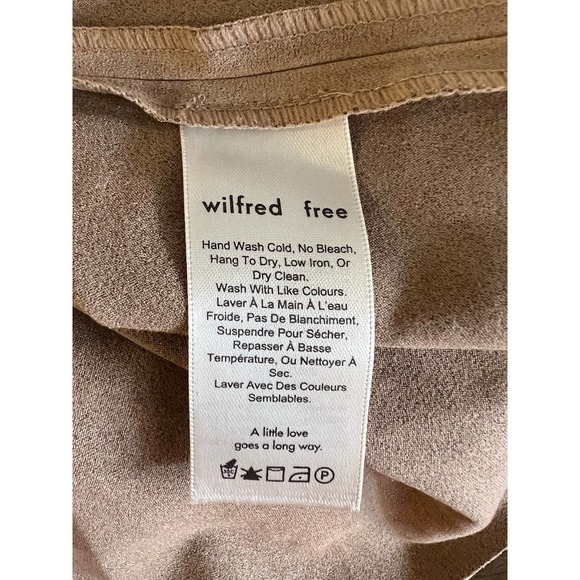 wilfred free
Hand Wash Cold, No Bleach,
Hang To Dry, Low Iron, Or
Dry Clean.
Wash With Like Colours.
Laver À La Main À L'eau
Froide, Pas De Blanchiment,
Suspendre Pour Sécher,
Repasser À Basse
Température, Ou Nettoyer À
Sec.
Laver Avec Des Couleurs
Semblables.
A little love
goes a long way.
P